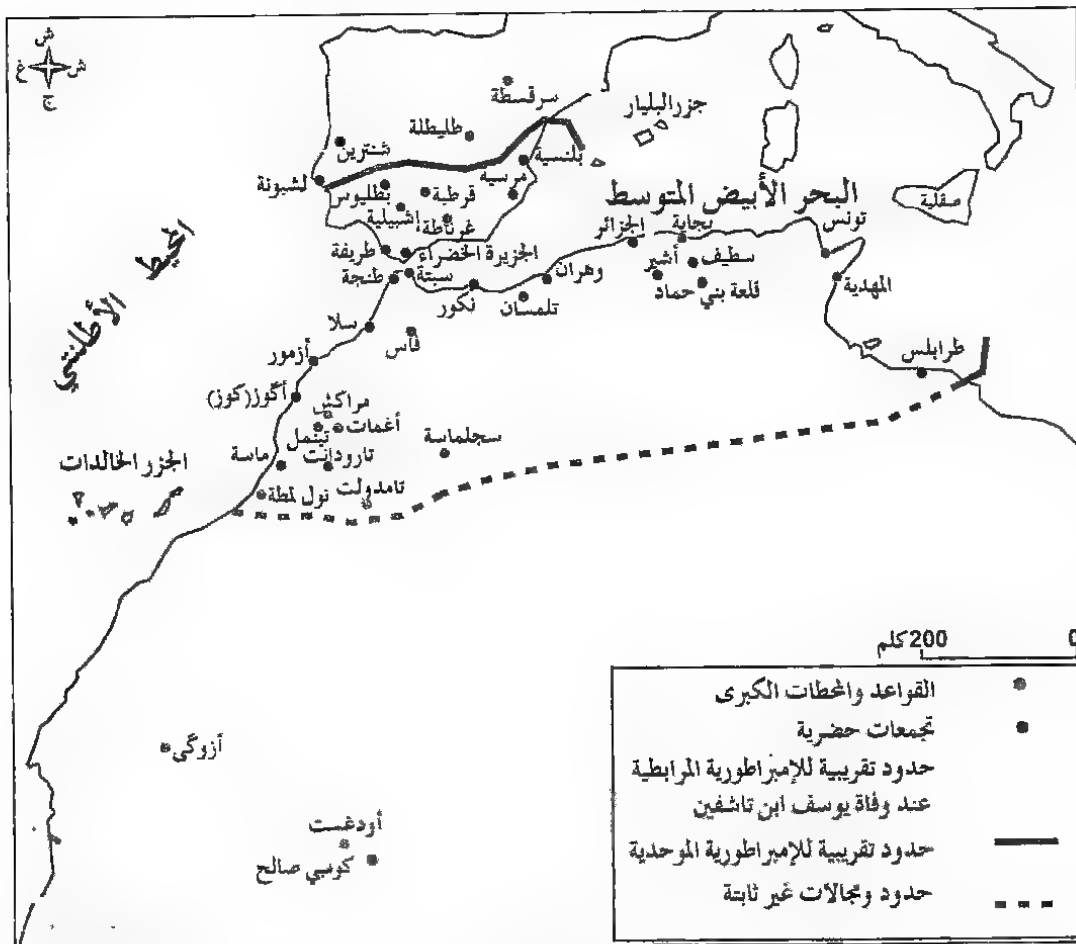 ش
غ ش
ج
سرقسطة
جزر البليار
طليطلة
شنترين
بلنسية
لشبونة
مرسية
بطليوس
قرطبة
إشبيلية
غرناطة
البحر الأبيض المتوسط
صقلية
تونس
بجاية
الجزائر
طريفة
الجزيرة الخضراء
سطيف
أشير
وهران
سبتة
طنجة
قلعة بني حماد
المهدية
نكور
تلمسان
المحيط الأطلنتي
سلا
فاس
طرابلس
أزمور
أگوز(كوز)
مراكش
أغمات
تينمل
سجلماسة
ماسة
تارودانت
الجزر الخالدات
نول لمطة
تامدولت
200 كلم
0
القواعد والمحطات الكبرى
تجمعات حضرية
حدود تقريبية للإمبراطورية المرابطية
عند وفاة يوسف ابن تاشفين
حدود تقريبية للإمبراطورية الموحدية
حدود ومجالات غير ثابتة
أزوگي
أودغست
كومبي صالح